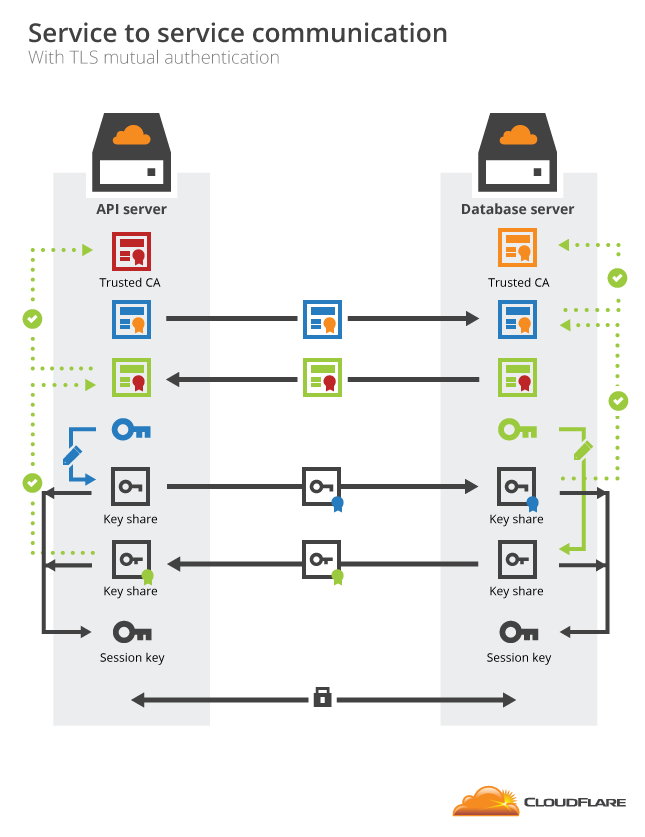 Service to service communication
With TLS mutual authentication
API server
Database server
Trusted CA
Trusted CA
Key share
Key share
Key share
Key share
Session key
Session key
CLOUDFLARE